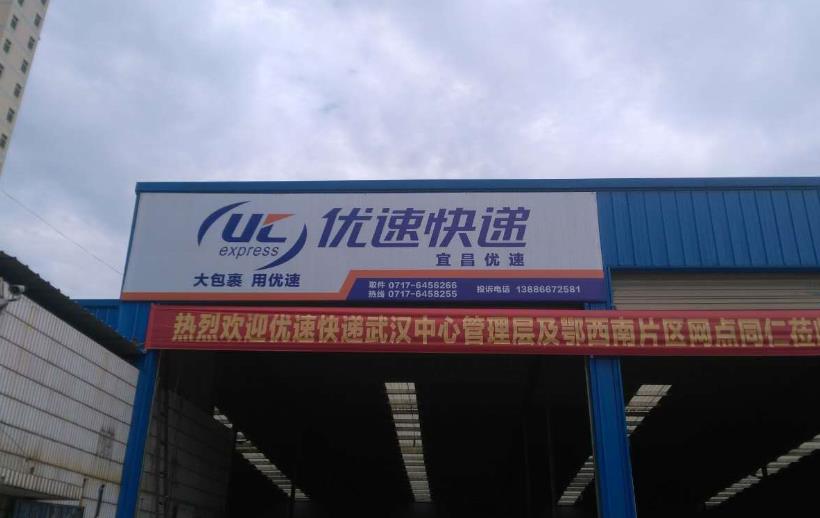 UC
express
优速快递
宜昌优速
大包裹 用优速
取件 0717-6458266
热线 0717-6458255
投诉电话 13886672581
热烈欢迎优速快递武汉中心管理层及鄂西南片区网点同仁莅